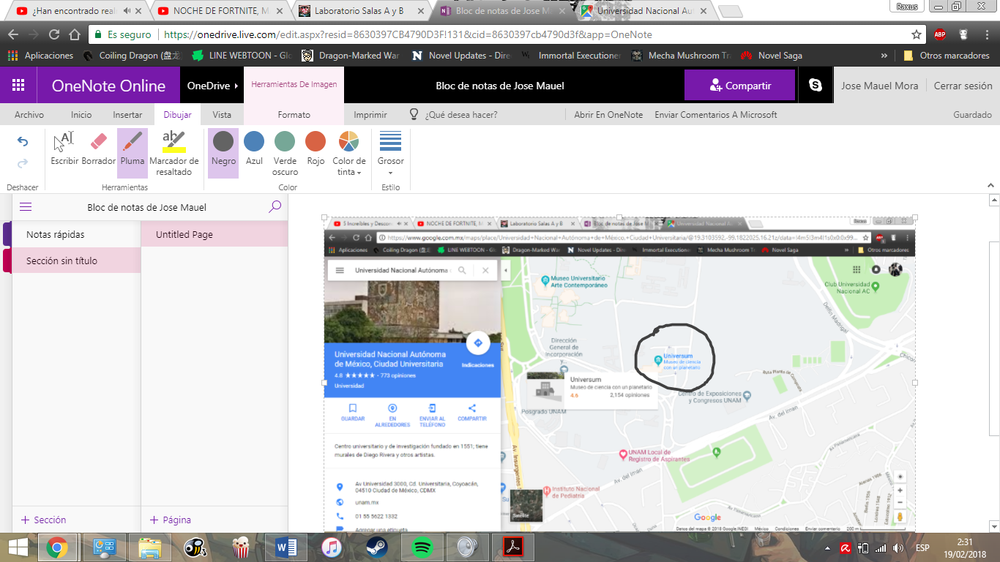 ¿Han encontrado real
NOCHE DE FORTNITE, M
Laboratorio Salas A y B
Bloc de notas de Jose M
Universidad Nacional Au
Raxus
Es seguro
https://onedrive.live.com/edit.aspx?resid=8630397CB4790D3F!131&cid=8630397cb4790d3f&app=OneNote
ABP
Aplicaciones
Coiling Dragon (盘龙
LINE WEBTOON - Glo
Dragon-Marked War
Novel Updates - Dire
Immortal Executioner
Mecha Mushroom Tr
Novel Saga
»
Otros marcadores
OneNote Online
OneDrive
Herramientas De Imagen
Bloc de notas de Jose Mauel
Compartir
Jose Mauel Mora
Cerrar sesión
Archivo
Inicio
Insertar
Dibujar
Vista
Formato
Imprimir
¿Qué desea hacer?
Abrir En OneNote
Enviar Comentarios A Microsoft
Guardado
Escribir
Borrador
Pluma
Marcador de
resaltado
Negro
Azul
Verde
oscuro
Rojo
Color de
tinta
Grosor
Deshacer
Herramientas
Color
Estilo
Bloc de notas de Jose Mauel
Notas rápidas
Untitled Page
Sección sin título
+ Sección
+ Página
5 Increíbles y Descon
NOCHE DE FORTNITE, M
Laboratorio Salas A y B
Bloc de notas de Jose M
Universidad Nacional A
https://www.google.com.mx/maps/place/Universidad+Nacional+Autónoma+de+México,+Ciudad+Universitaria/@19.3103592,-99.1822025,16.21z/data=!4m5!3m4!1s0x0:0x99...
Aplicaciones
Coiling Dragon (盘龙
LINE WEBTOON - Glo
Dragon-Marked War
Novel Updates - Dire
Immortal Executioner
Mecha Mushroom Tr
Novel Saga
»
Otros marcadores
Universidad Nacional Autónoma
Universidad Nacional Autónoma
de México, Ciudad Universitaria
4.8 ★★★★★ - 773 opiniones
Universidad
Indicaciones
GUARDAR
EN
ALREDEDORES
ENVIAR AL
TELÉFONO
COMPARTIR
Centro universitario y de investigación fundado en 1551; tiene
murales de Diego Rivera y otros artistas.
Av Universidad 3000, Cd. Universitaria, Coyoacán,
04510 Ciudad de México, CDMX
unam.mx
01 55 5622 1332
Agregar una etiqueta
Museo Universitario
Arte Contemporáneo
Club Universidad
Nacional AC
Delfín Madrigal
Dirección
General de
Incorporación
y...
Universum
Museo de ciencia
con un planetario
Universum
Museo de ciencia con un planetario
4.6
2,154 opiniones
Posgrado UNAM
Centro de Exposiciones
y Congresos UNAM
Av. del Iman
UNAM Local de
Registro de Aspirantes
Av. del Iman
Av. Insurgentes
Instituto Nacional
de Pediatría
Satélite
Google
Datos del mapa © 2018 Google, INEGI
México
Condiciones
Enviar comentario
200 m
ESP
2:31
19/02/2018